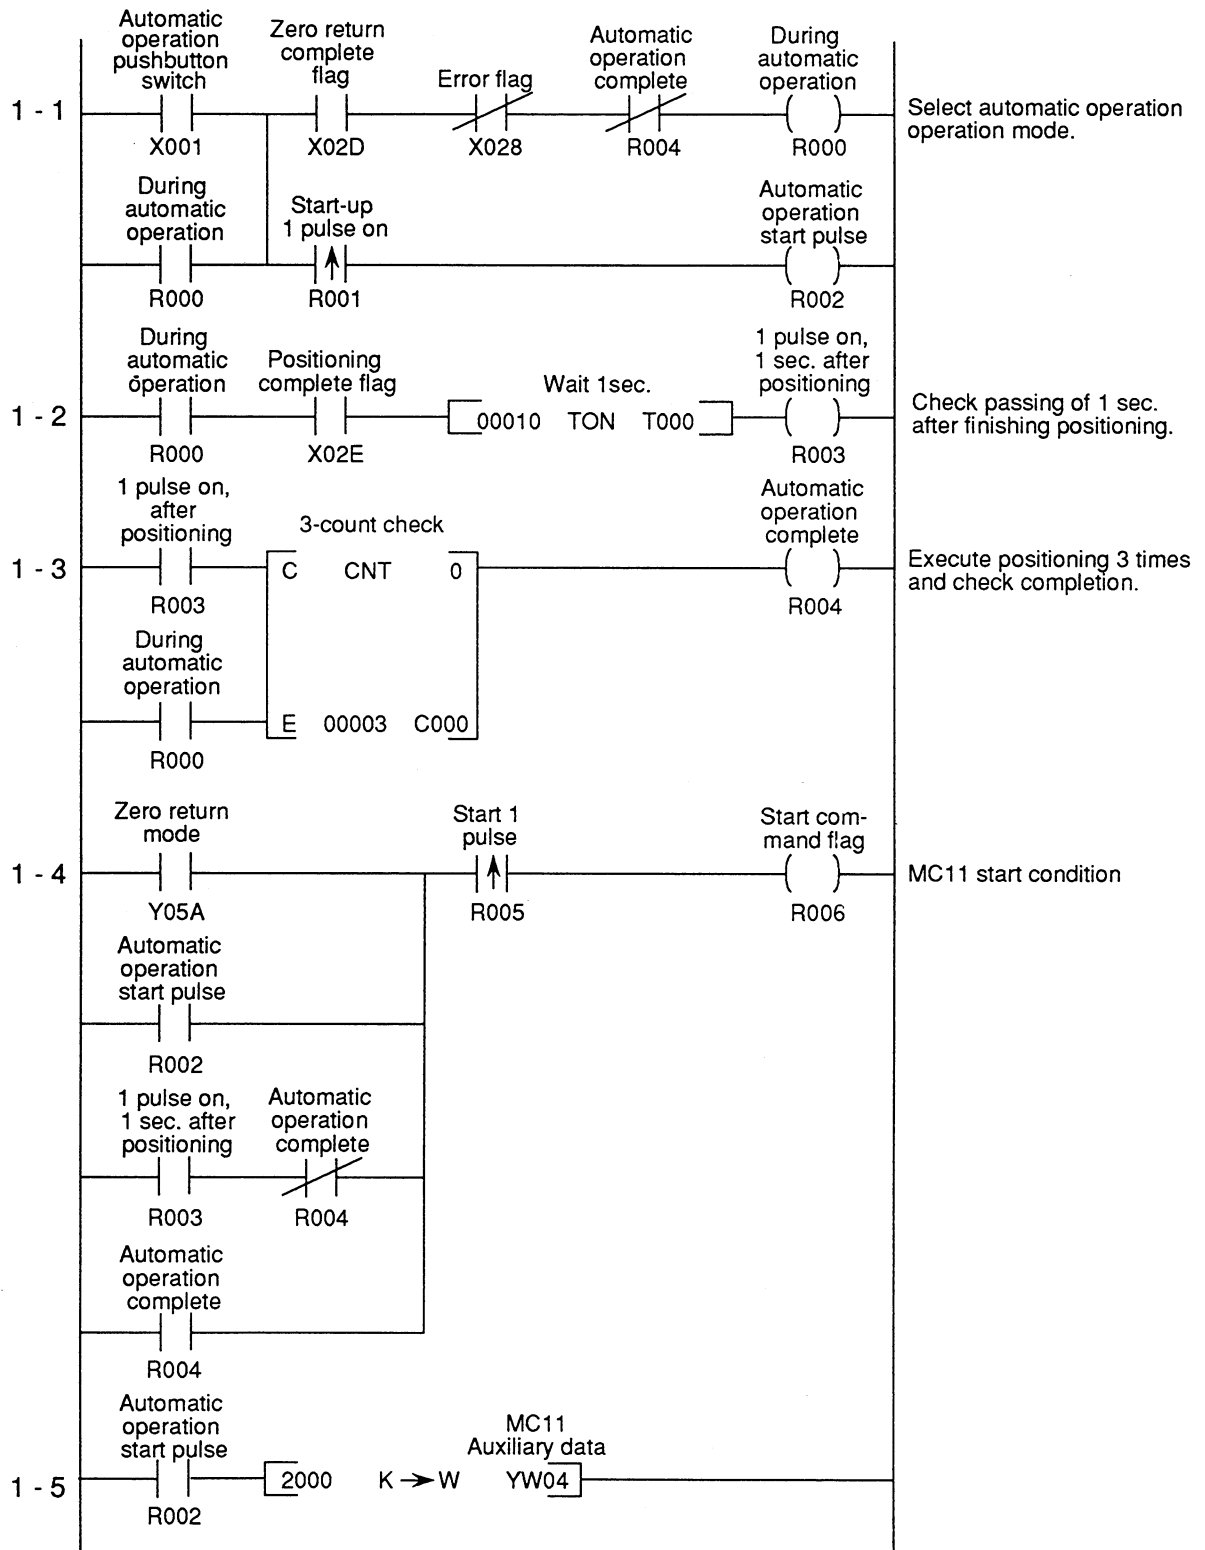 Automatic
operation
pushbutton
switch
Zero return
complete
flag
Error flag
Automatic
operation
complete
During
automatic
operation
1 - 1
X001
X02D
X028
R004
R000
Select automatic operation
operation mode.
During
automatic
operation
Start-up
1 pulse on
Automatic
operation
start pulse
R000
R001
R002
During
automatic
operation
Positioning
complete flag
Wait 1sec.
1 pulse on,
1 sec. after
positioning
1 - 2
00010 TON T000
R000
X02E
R003
Check passing of 1 sec.
after finishing positioning.
1 pulse on,
after
positioning
3-count check
Automatic
operation
complete
1 - 3
C CNT 0
R003
R004
Execute positioning 3 times
and check completion.
During
automatic
operation
E 00003 C000
R000
Zero return
mode
Start 1
pulse
Start com-
mand flag
1 - 4
Y05A
R005
R006
MC11 start condition
Automatic
operation
start pulse
R002
1 pulse on,
1 sec. after
positioning
Automatic
operation
complete
R003
R004
Automatic
operation
complete
R004
Automatic
operation
start pulse
MC11
Auxiliary data
1 - 5
2000 K → W YW04
R002